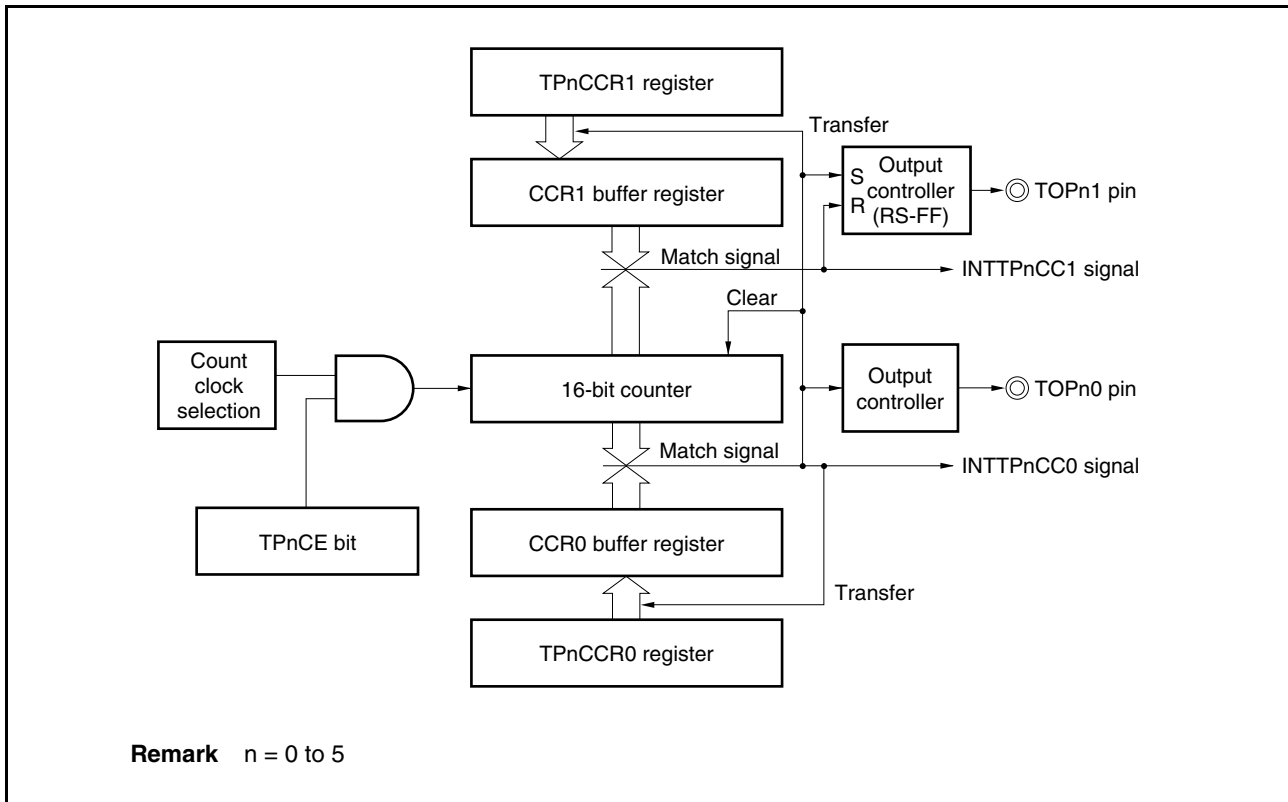 TPnCCR1 register
Transfer
CCR1 buffer register
S
R
Output
controller
(RS-FF)
TOPn1 pin
Match signal
INTTPnCC1 signal
Clear
Count
clock
selection
16-bit counter
Output
controller
TOPn0 pin
Match signal
INTTPnCC0 signal
TPnCE bit
CCR0 buffer register
Transfer
TPnCCR0 register
Remark n = 0 to 5